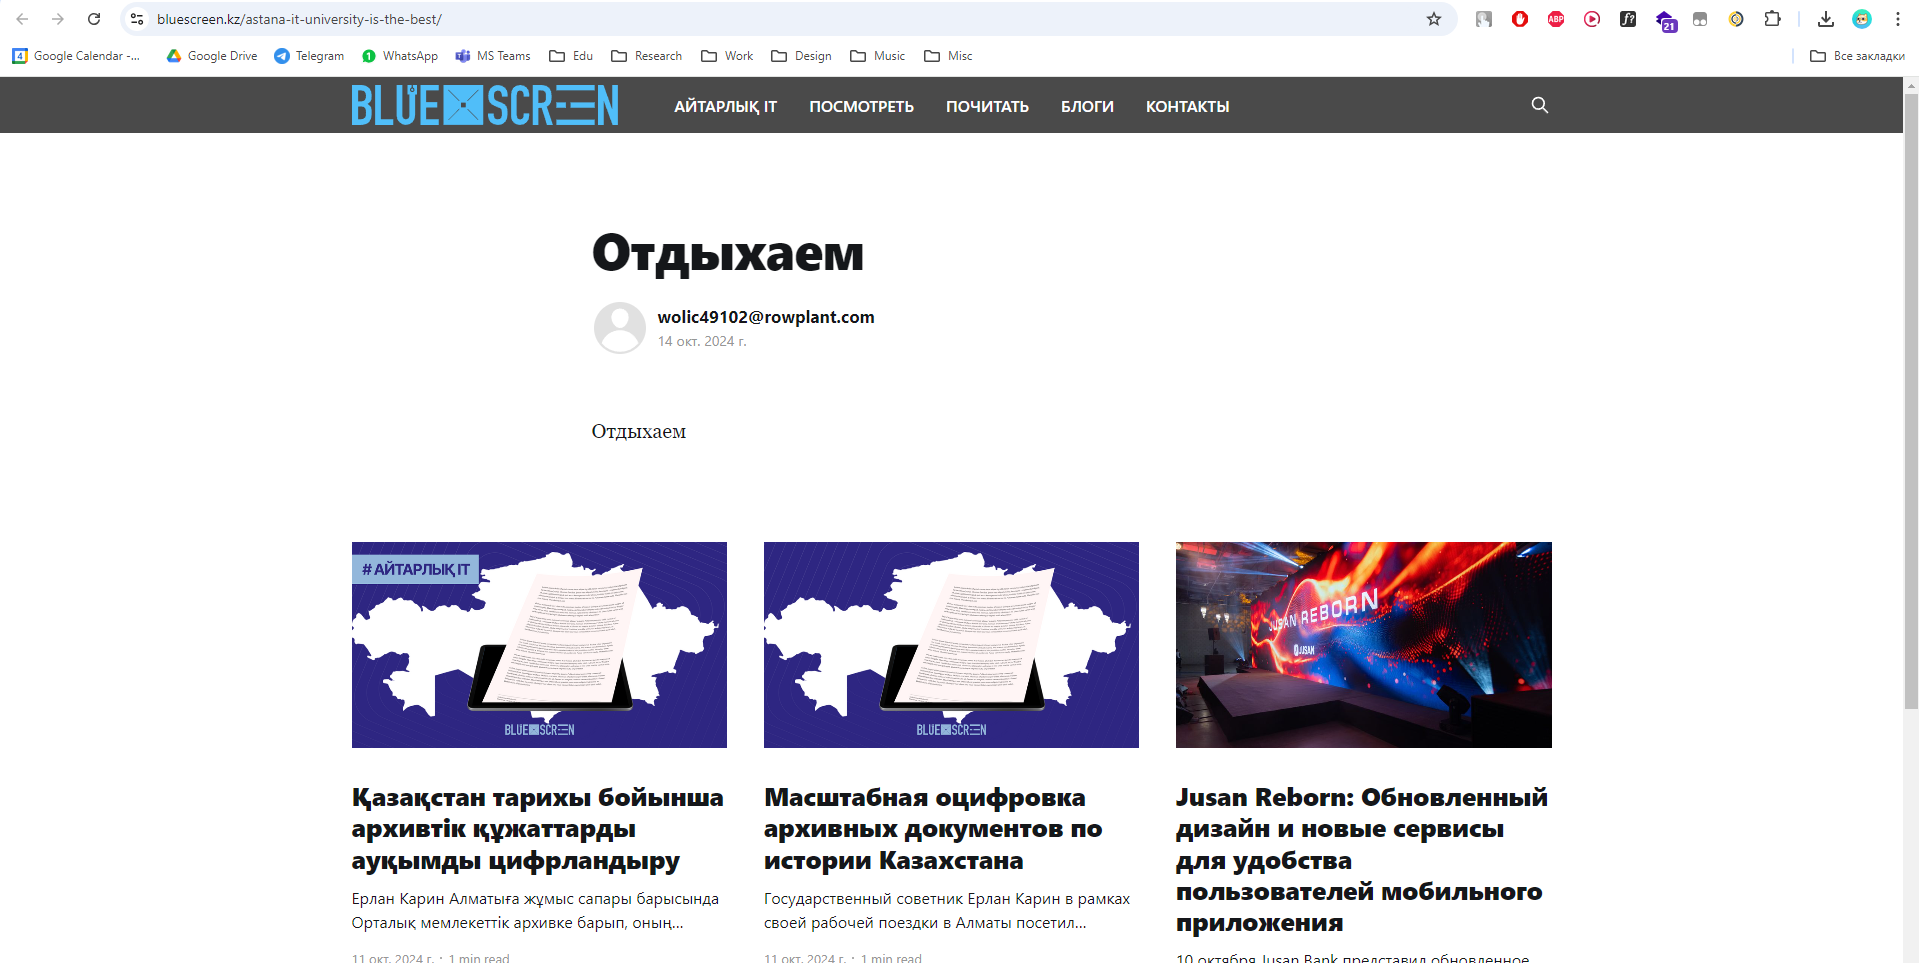 bluescreen.kz/astana-it-university-is-the-best/
ABP
f?
21
4 Google Calendar -...
Google Drive
Telegram
1 WhatsApp
MS Teams
Edu
Research
Work
Design
Music
Misc
Все закладки
BLUE SCREEN
АЙТАРЛЫҚ IT
ПОСМОТРЕТЬ
ПОЧИТАТЬ
БЛОГИ
КОНТАКТЫ
Отдыхаем
wolic49102@rowplant.com
14 окт. 2024 г.
Отдыхаем
# АЙТАРЛЫҚ IT
BLUE SCREEN
BLUE SCREEN
JUSAN REBORN
JUSAN
Қазақстан тарихы бойынша
архивтік құжаттарды
ауқымды цифрландыру
Ерлан Карин Алматыға жұмыс сапары барысында
Орталық мемлекеттік архивке барып, оның...
11 окт. 2024 г. • 1 min read
Масштабная оцифровка
архивных документов по
истории Казахстана
Государственный советник Ерлан Карин в рамках
своей рабочей поездки в Алматы посетил...
11 окт. 2024 г. • 1 min read
Jusan Reborn: Обновленный
дизайн и новые сервисы
для удобства
пользователей мобильного
приложения
10 октября Jusan Bank представил обновленное